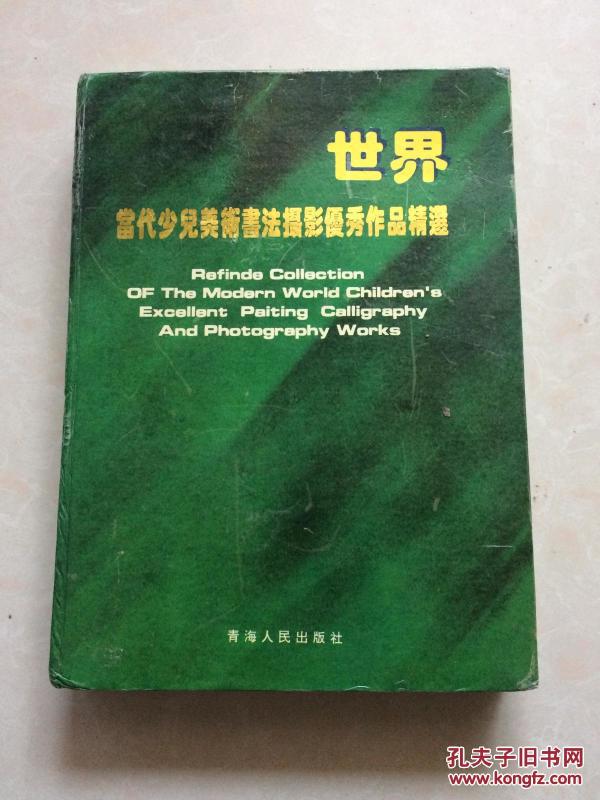 世界
當代少兒美術書法攝影優秀作品精選
Refinde Collection
OF The Modern World Children's
Excellent Paiting Calligraphy
And Photography Works
青海人民出版社
孔夫子旧书网
www.kongfz.com